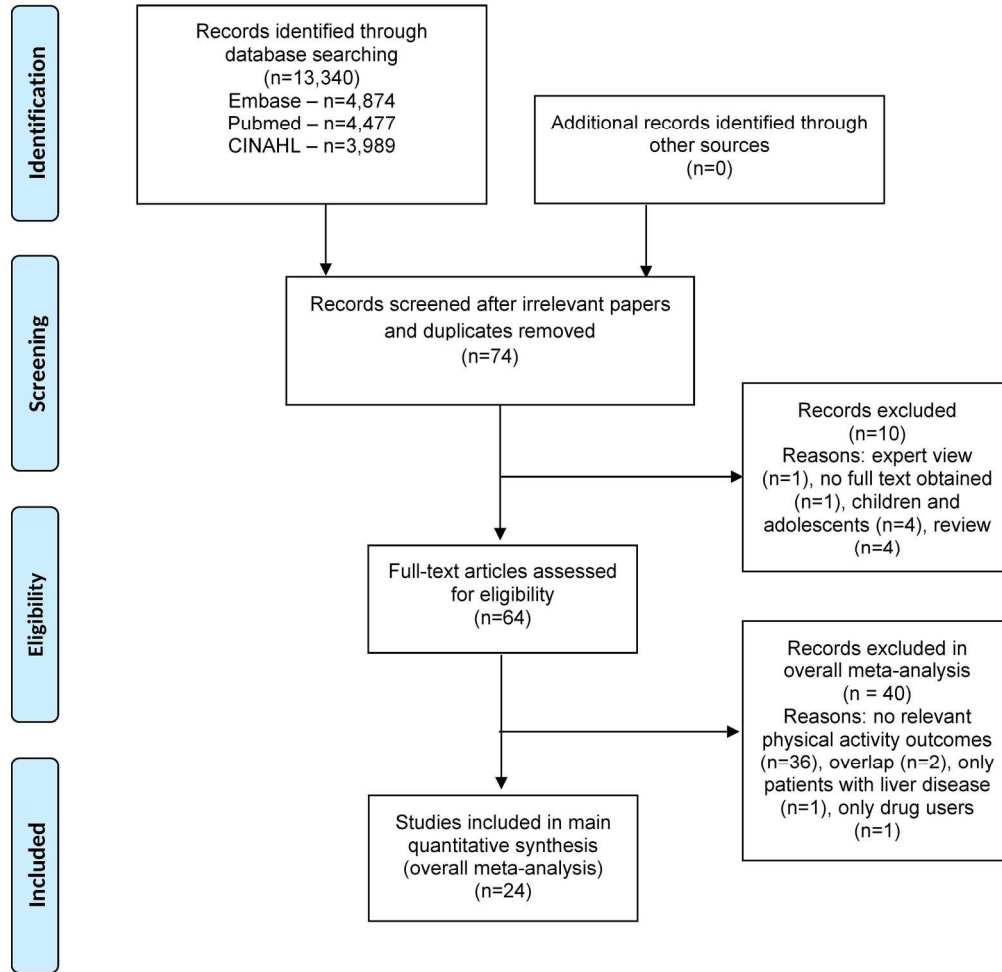 Identification
Records identified through
database searching
(n=13,340)
Embase – n=4,874
Pubmed – n=4,477
CINAHL – n=3,989
Additional records identified through
other sources
(n=0)
Screening
Records screened after irrelevant papers
and duplicates removed
(n=74)
Records excluded
(n=10)
Reasons: expert view
(n=1), no full text obtained
(n=1), children and
adolescents (n=4), review
(n=4)
Eligibility
Full-text articles assessed
for eligibility
(n=64)
Records excluded in
overall meta-analysis
(n = 40)
Reasons: no relevant
physical activity outcomes
(n=36), overlap (n=2), only
patients with liver disease
(n=1), only drug users
(n=1)
Included
Studies included in main
quantitative synthesis
(overall meta-analysis)
(n=24)